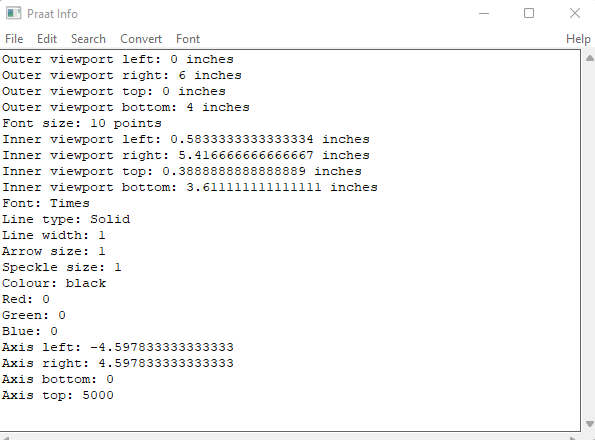 Praat Info
File Edit Search Convert Font Help
Outer viewport left: 0 inches
Outer viewport right: 6 inches
Outer viewport top: 0 inches
Outer viewport bottom: 4 inches
Font size: 10 points
Inner viewport left: 0.5833333333333334 inches
Inner viewport right: 5.416666666666667 inches
Inner viewport top: 0.3888888888888889 inches
Inner viewport bottom: 3.611111111111111 inches
Font: Times
Line type: Solid
Line width: 1
Arrow size: 1
Speckle size: 1
Colour: black
Red: 0
Green: 0
Blue: 0
Axis left: -4.597833333333333
Axis right: 4.597833333333333
Axis bottom: 0
Axis top: 5000